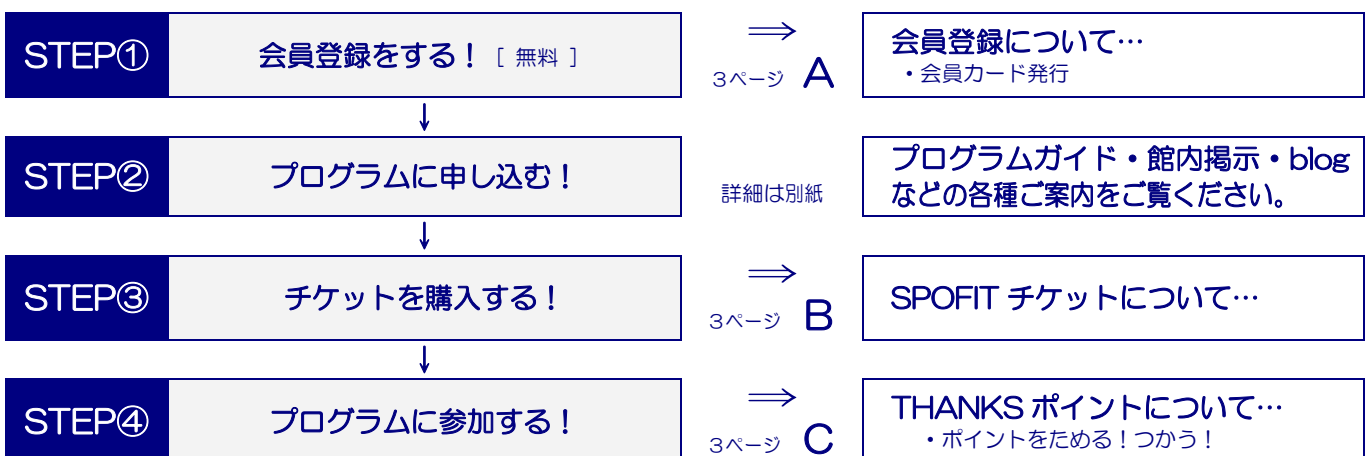 STEP① 会員登録をする！ [ 無料 ] ⇒ 3ページ A 会員登録について…
・会員カード発行
↓
STEP② プログラムに申し込む！ 詳細は別紙 プログラムガイド・館内掲示・blog
などの各種ご案内をご覧ください。
↓
STEP③ チケットを購入する！ ⇒ 3ページ B SPOFIT チケットについて…
↓
STEP④ プログラムに参加する！ ⇒ 3ページ C THANKS ポイントについて…
・ポイントをためる！つかう！